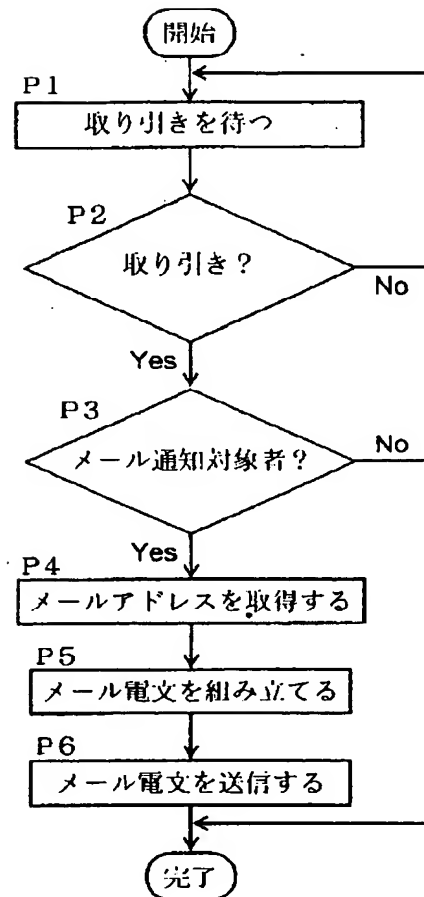 開始
P1
取り引きを待つ
P2
取り引き?
No
Yes
P3
メール通知対象者?
No
Yes
P4
メールアドレスを取得する
P5
メール電文を組み立てる
P6
メール電文を送信する
完了